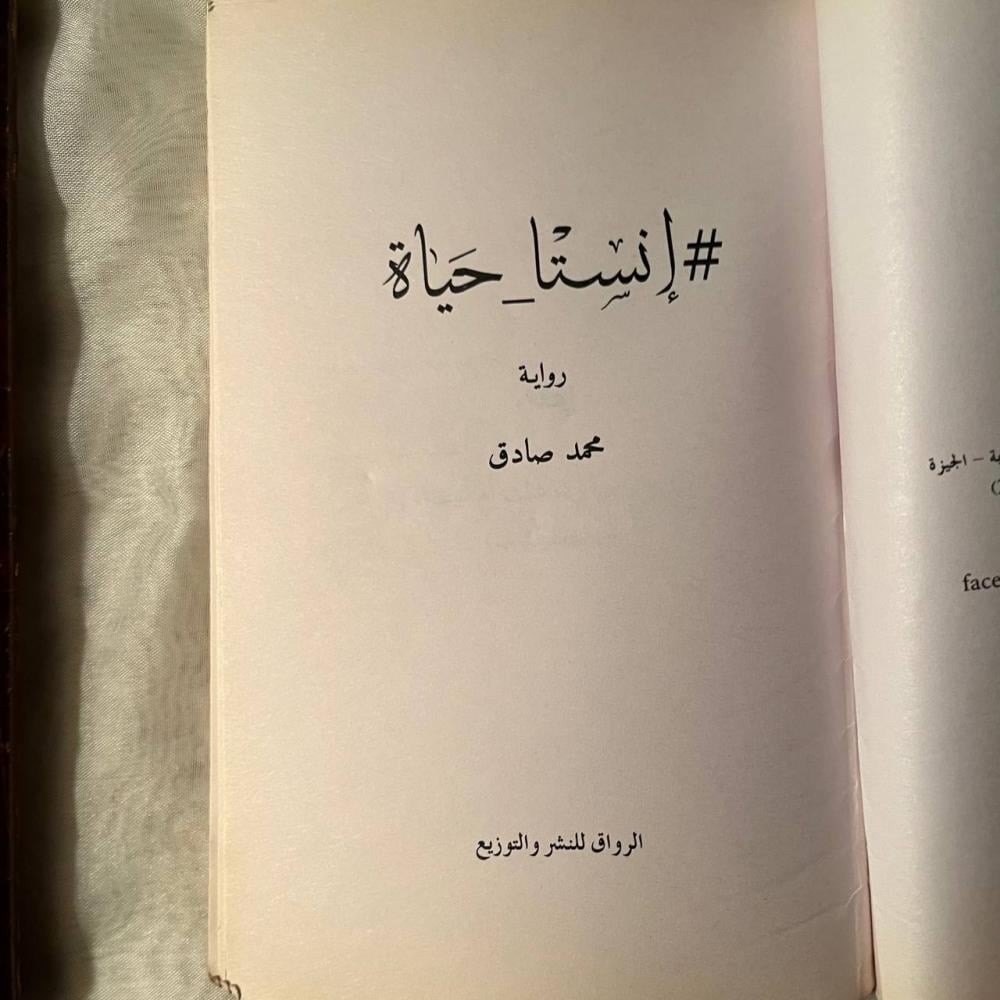 #إنستا_حياة
رواية
محمد صادق
الرواق للنشر والتوزيع
– الجيزة
face